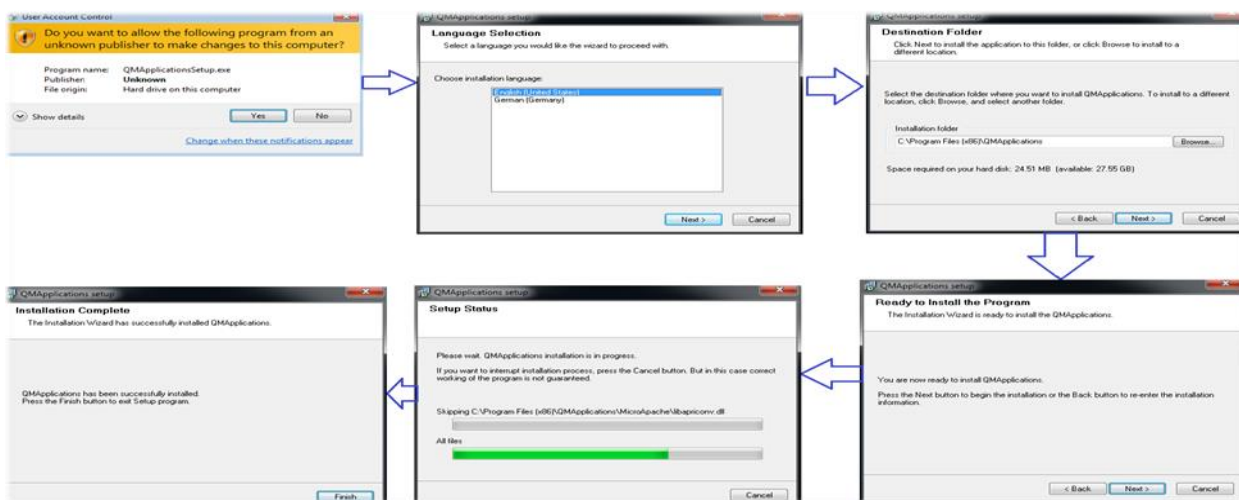 User Account Control
Do you want to allow the following program from an
unknown publisher to make changes to this computer?
Program name: QMApplicationsSetup.exe
Publisher: Unknown
File origin: Hard drive on this computer
Show details
Yes
No
Change when these notifications appear
QMApplications setup
Language Selection
Select a language you would like the wizard to proceed with.
Choose installation language:
English (United States)
German (Germany)
Next >
Cancel
QMApplications setup
Destination Folder
Click Next to install the application to this folder, or click Browse to install to a
different location.
Select the destination folder where you want to install QMApplications. To install to a different
location, click Browse, and select another folder.
Installation folder
C:\Program Files (x86)\QMApplications
Browse...
Space required on your hard disk: 24.51 MB (available: 27.55 GB)
< Back
Next >
Cancel
QMApplications setup
Ready to Install the Program
The Installation Wizard is ready to install the QMApplications.
You are now ready to install QMApplications.
Press the Next button to begin the installation or the Back button to re-enter the installation
information.
< Back
Next >
Cancel
QMApplications setup
Setup Status
Please wait. QMApplications installation is in progress.
If you want to interrupt installation process, press the Cancel button. But in this case correct
working of the program is not guaranteed.
Skipping C:\Program Files (x86)\QMApplications\MicroApache\libapriconv.dll
All files
Cancel
QMApplications setup
Installation Complete
The Installation Wizard has successfully installed QMApplications.
QMApplications has been successfully installed.
Press the Finish button to exit Setup program.
Finish